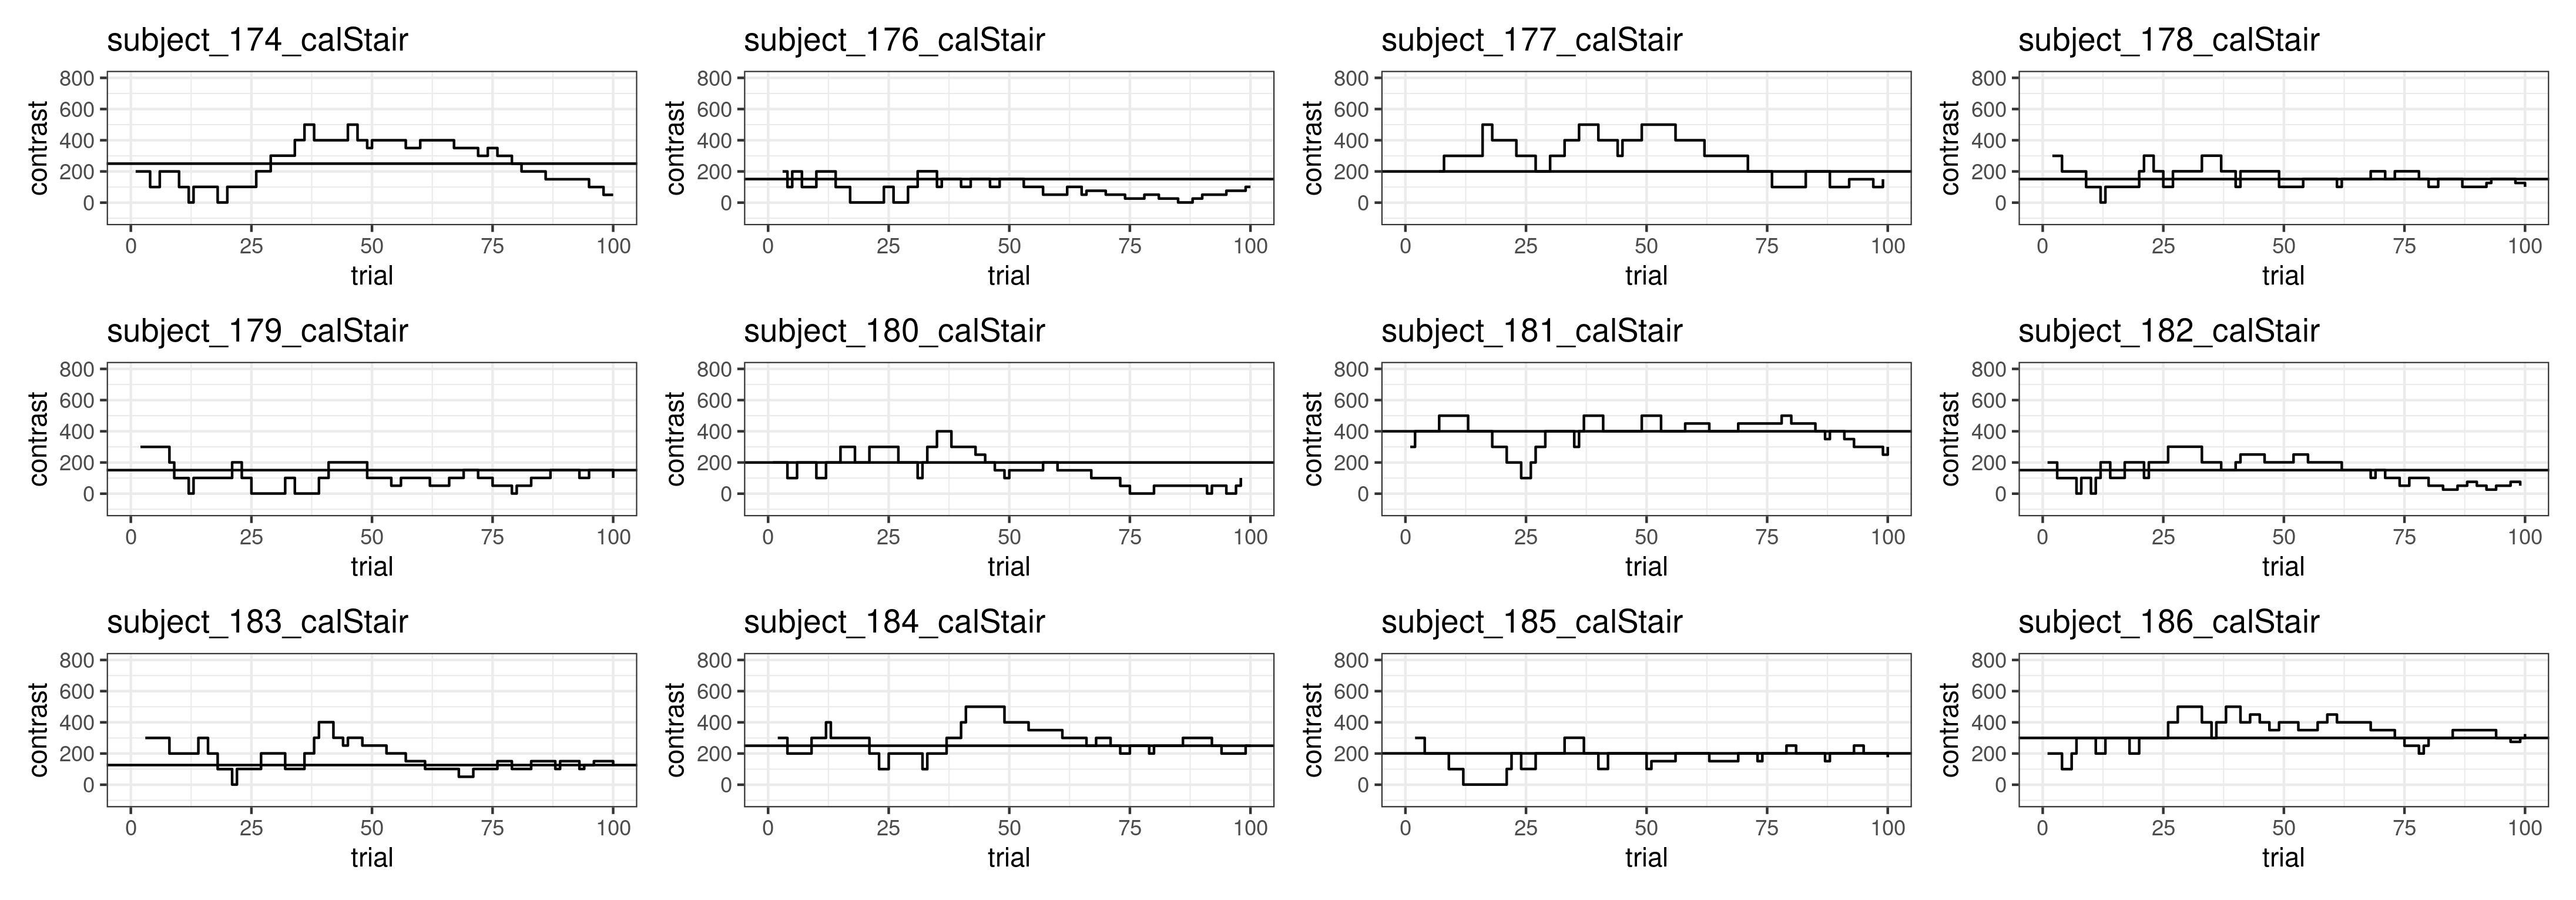 subject_174_calStair subject_176_calStair subject_177_calStair subject_178_calStair
800 800 800 800
600 600 600 600
400 400 400 400
200 200 200 200
0 0 0 0
contrast contrast contrast contrast
0 25 50 75 100 0 25 50 75 100 0 25 50 75 100 0 25 50 75 100
trial trial trial trial
subject_179_calStair subject_180_calStair subject_181_calStair subject_182_calStair
800 800 800 800
600 600 600 600
400 400 400 400
200 200 200 200
0 0 0 0
contrast contrast contrast contrast
0 25 50 75 100 0 25 50 75 100 0 25 50 75 100 0 25 50 75 100
trial trial trial trial
subject_183_calStair subject_184_calStair subject_185_calStair subject_186_calStair
800 800 800 800
600 600 600 600
400 400 400 400
200 200 200 200
0 0 0 0
contrast contrast contrast contrast
0 25 50 75 100 0 25 50 75 100 0 25 50 75 100 0 25 50 75 100
trial trial trial trial